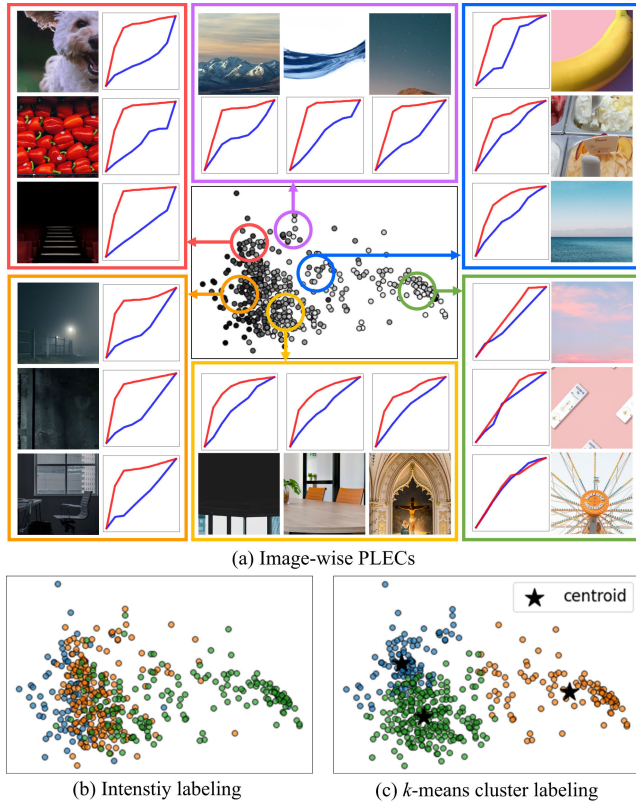 (a) Image-wise PLECs
centroid
(b) Intenstiy labeling
(c) k-means cluster labeling